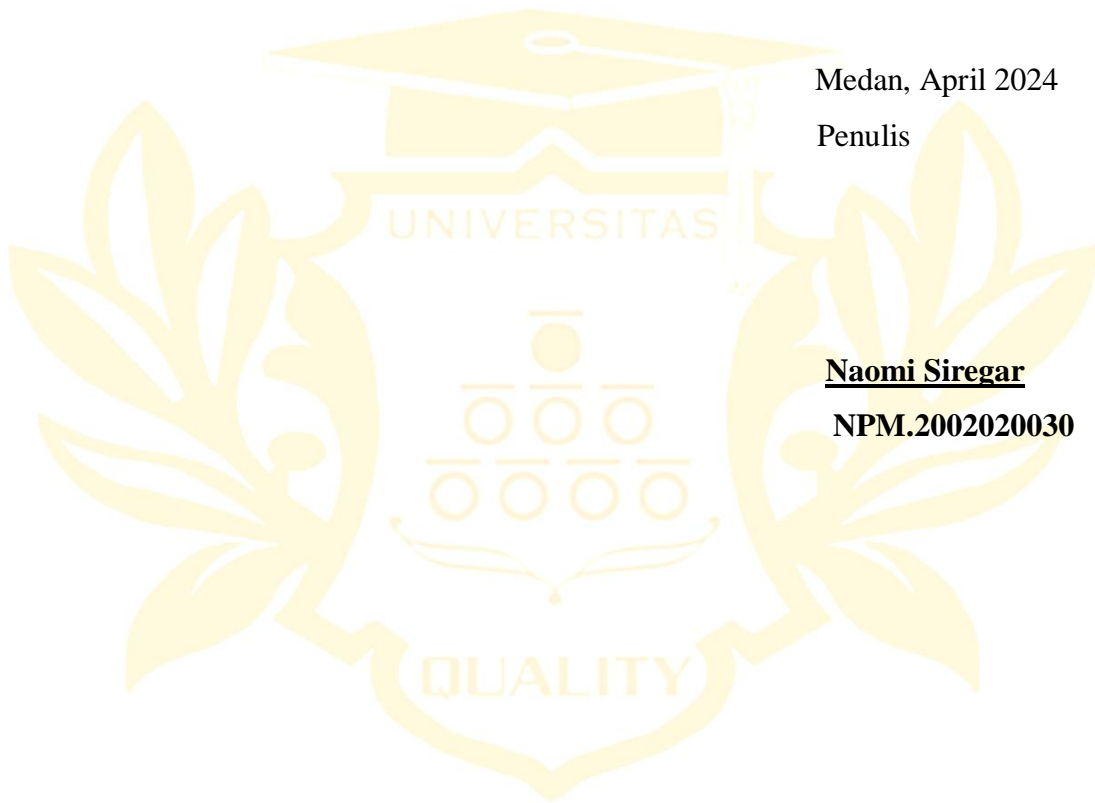 Medan, April 2024
Penulis
UNIVERSITAS
Naomi Siregar
NPM.2002020030
QUALITY